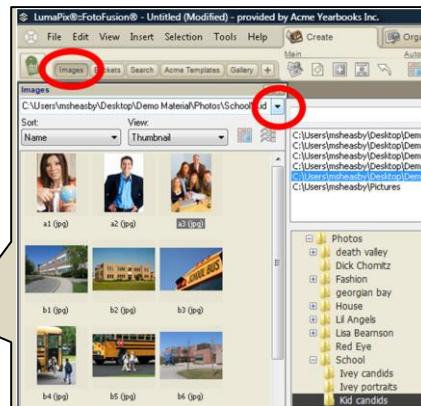 LumaPix®::FotoFusion® - Untitled (Modified) - provided by Acme Yearbooks Inc.
File Edit View Insert Selection Tools Help
Create
Main
Images
Search
Acme Templates
Gallery
+
Images
C:\Users\msheasby\Desktop\Demo Material\Photos\School\
Sort:
View:
Name
Thumbnail
a1 (jpg)
a2 (jpg)
a3 (jpg)
SCHOOL BUS
b1 (jpg)
b2 (jpg)
b3 (jpg)
b4 (jpg)
b5 (jpg)
b6 (jpg)
C:\Users\msheasby\Desktop\Dem
C:\Users\msheasby\Desktop\Dem
C:\Users\msheasby\Desktop\Dem
C:\Users\msheasby\Desktop\Dem
C:\Users\msheasby\Desktop\Dem
C:\Users\msheasby\Pictures
Photos
death valley
Dick Chomitz
Fashion
georgian bay
House
Lil Angels
Lisa Bearnson
Red Eye
School
Ivey candids
Ivey portraits
Kid candids